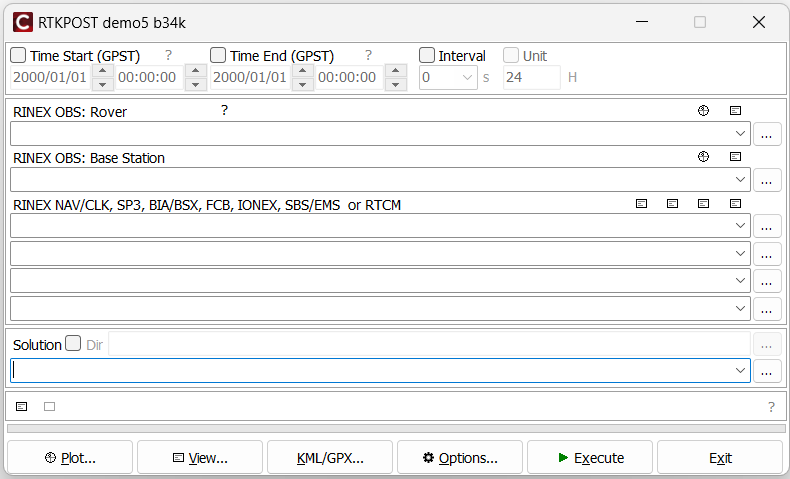 RTKPOST demo5 b34k
Time Start (GPST) ? Time End (GPST) ? Interval Unit
2000/01/01 00:00:00 2000/01/01 00:00:00 0 s 24 H
RINEX OBS: Rover ?
...
RINEX OBS: Base Station
...
RINEX NAV/CLK, SP3, BIA/BSX, FCB, IONEX, SBS/EMS or RTCM
...
...
...
...
Solution Dir ...
...
?
Plot... View... KML/GPX... Options... Execute Exit